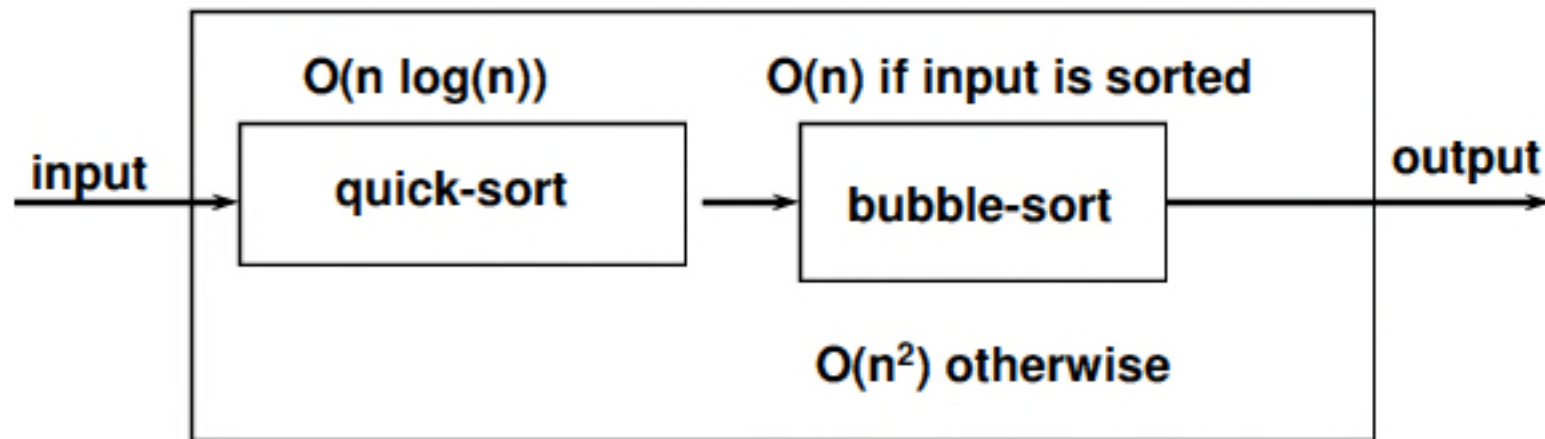 O(n log(n))
O(n) if input is sorted
input
quick-sort
bubble-sort
output
O(n²) otherwise